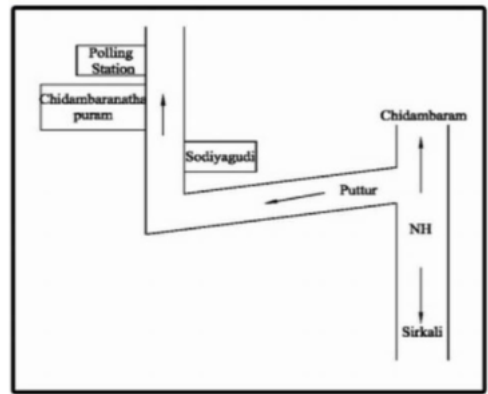 Polling
Station
Chidambaranatha
puram
Chidambaram
Sodiyagudi
Puttur
NH
Sirkali